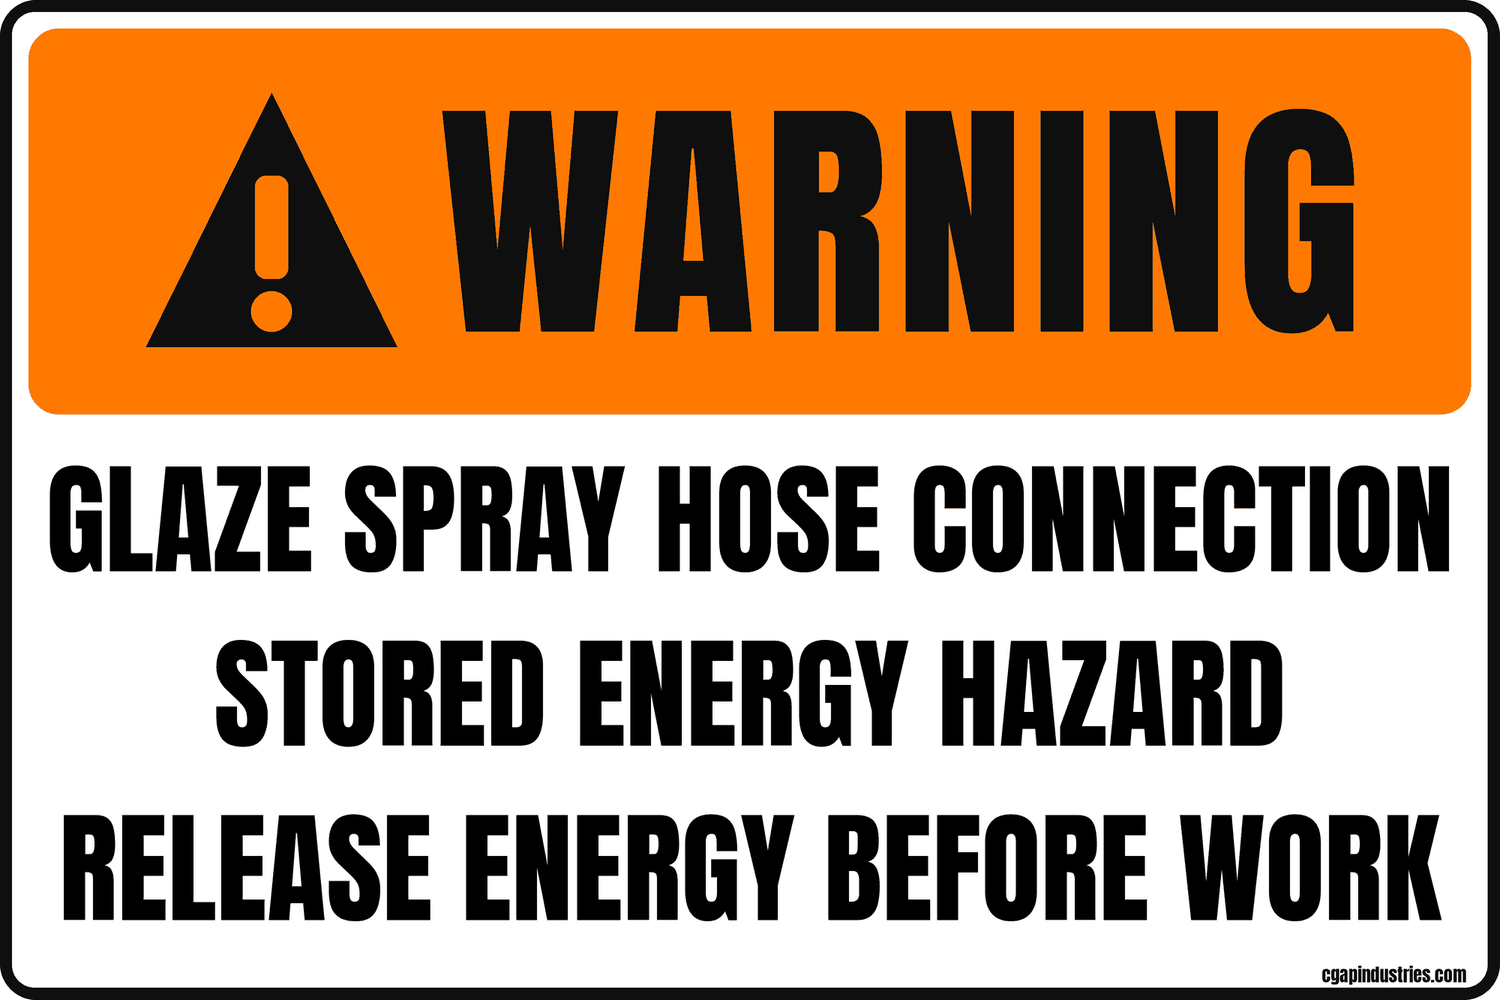 WARNING
GLAZE SPRAY HOSE CONNECTION
STORED ENERGY HAZARD
RELEASE ENERGY BEFORE WORK
cgapindustries.com